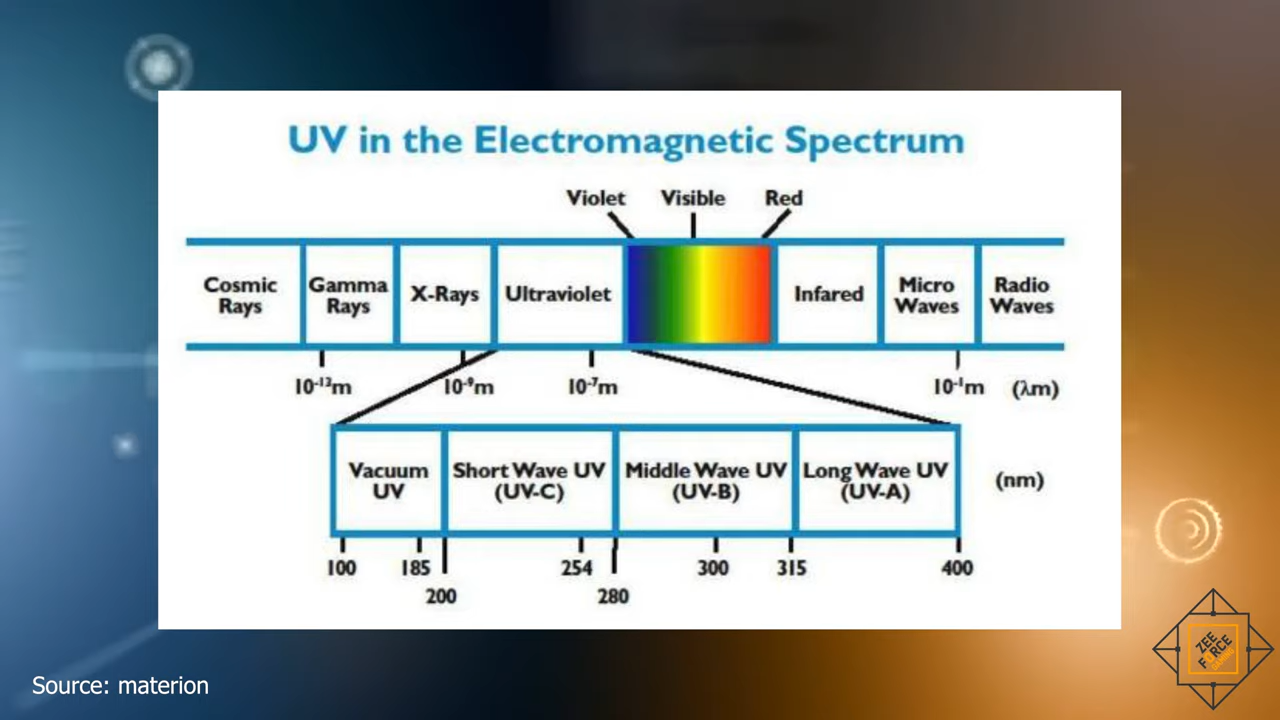 UV in the Electromagnetic Spectrum
Violet Visible Red
Cosmic Rays
Gamma Rays
X-Rays
Ultraviolet
Infared
Micro Waves
Radio Waves
10⁻¹²m 10⁻⁹m 10⁻⁷m 10⁻¹m (λm)
Vacuum UV
Short Wave UV (UV-C)
Middle Wave UV (UV-B)
Long Wave UV (UV-A)
(nm)
100 185 254 300 315 400
200 280
Source: materion
ZEE
FORCE
GAMING